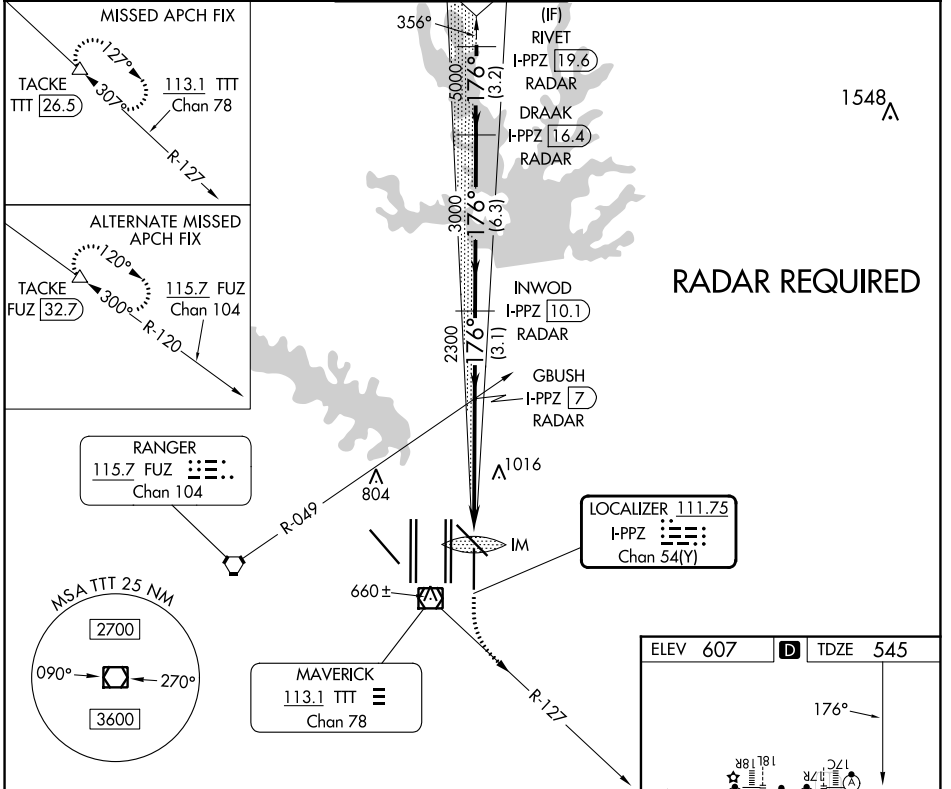 MISSED APCH FIX
127°
TACKE
TTT 26.5
307°
113.1 TTT
Chan 78
R-127
ALTERNATE MISSED
APCH FIX
120°
TACKE
FUZ 32.7
300°
115.7 FUZ
Chan 104
R-120
356°
(IF)
RIVET
I-PPZ 19.6
RADAR
5000
176°
(3.2)
DRAAK
I-PPZ 16.4
RADAR
3000
176°
(6.3)
INWOD
I-PPZ 10.1
RADAR
2300
176°
(3.1)
GBUSH
I-PPZ 7
RADAR
1548
RADAR REQUIRED
RANGER
115.7 FUZ
Chan 104
R-049
804
1016
LOCALIZER 111.75
I-PPZ
Chan 54(Y)
IM
660 ±
MSA TTT 25 NM
2700
090°
270°
3600
MAVERICK
113.1 TTT
Chan 78
R-127
ELEV 607 D TDZE 545
176°
18R
18L
17R
17C
A